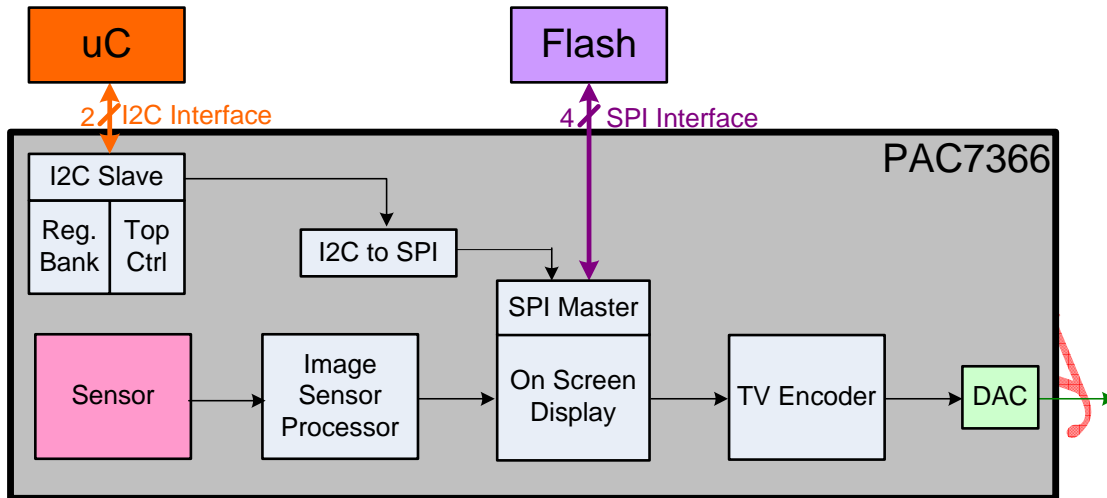 uC
Flash
2 I2C Interface
4 SPI Interface
PAC7366
I2C Slave
Reg.
Bank
Top
Ctrl
I2C to SPI
SPI Master
Sensor
Image
Sensor
Processor
On Screen
Display
TV Encoder
DAC